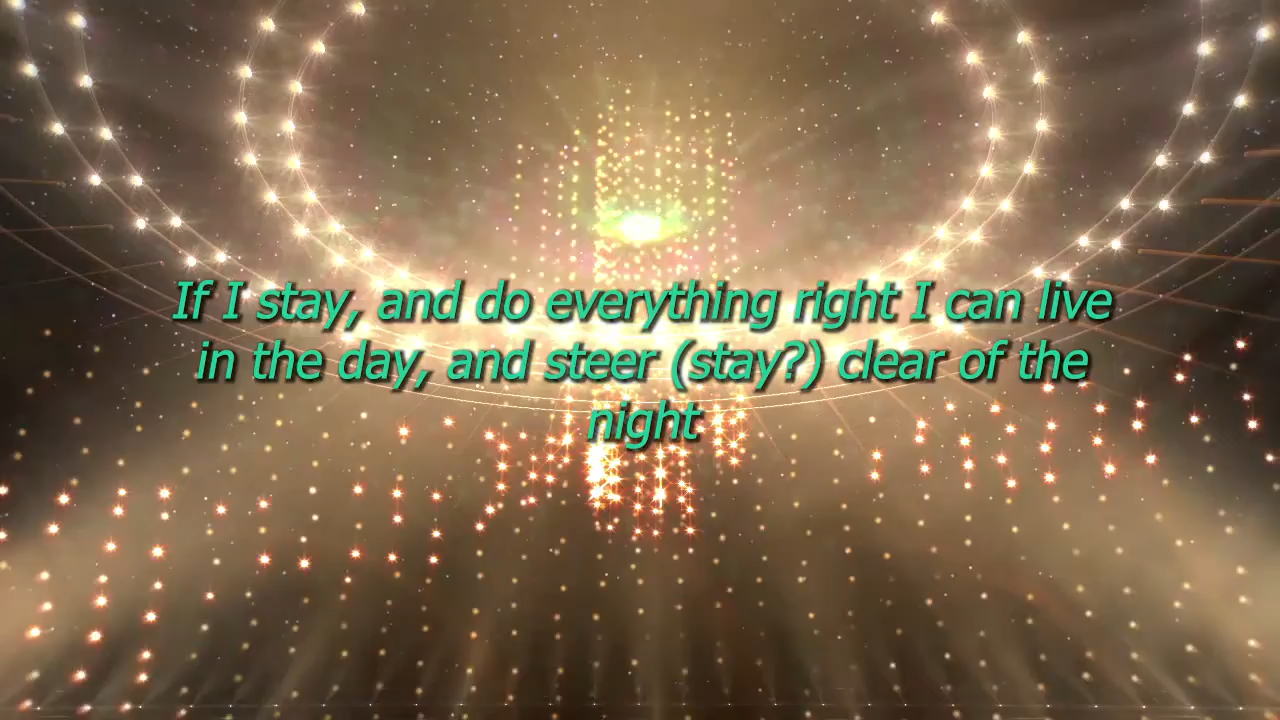 If I stay, and do everything right I can live
in the day, and steer (stay?) clear of the
night